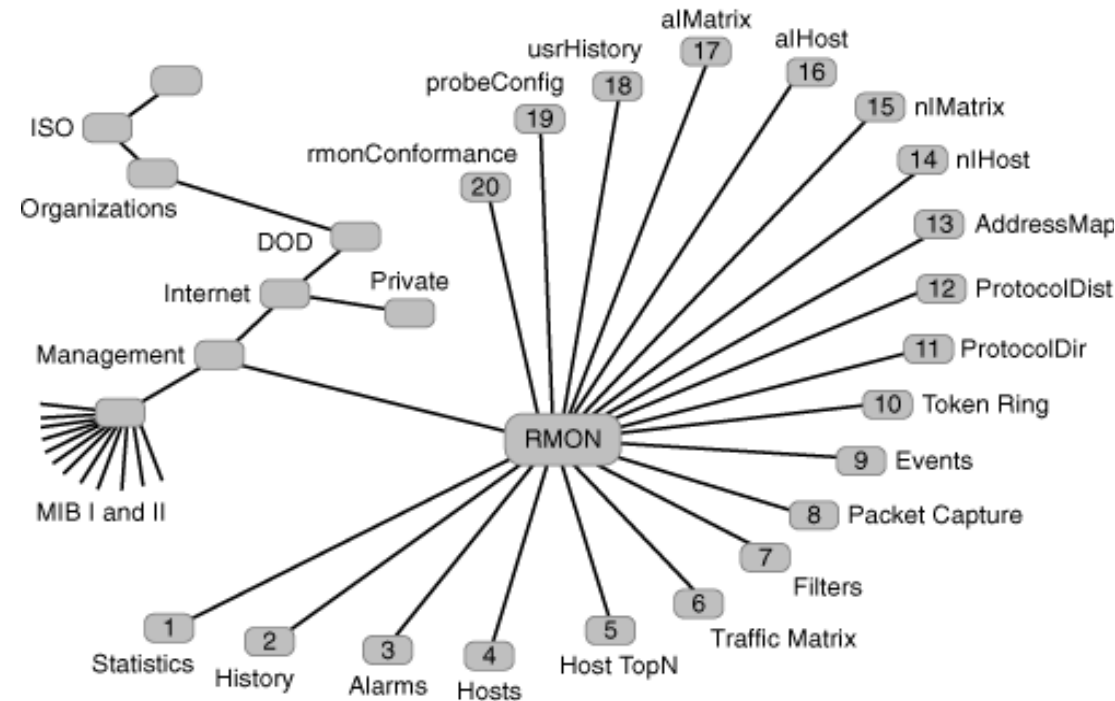 alMatrix
17
alHost
16
usrHistory
18
probeConfig
19
15 nlMatrix
ISO
rmonConformance
20
14 nlHost
Organizations
DOD
13 AddressMap
Internet
Private
12 ProtocolDist
Management
11 ProtocolDir
10 Token Ring
RMON
9 Events
MIB I and II
8 Packet Capture
7
Filters
6
Traffic Matrix
1
Statistics
2
History
3
Alarms
4
Hosts
5
Host TopN